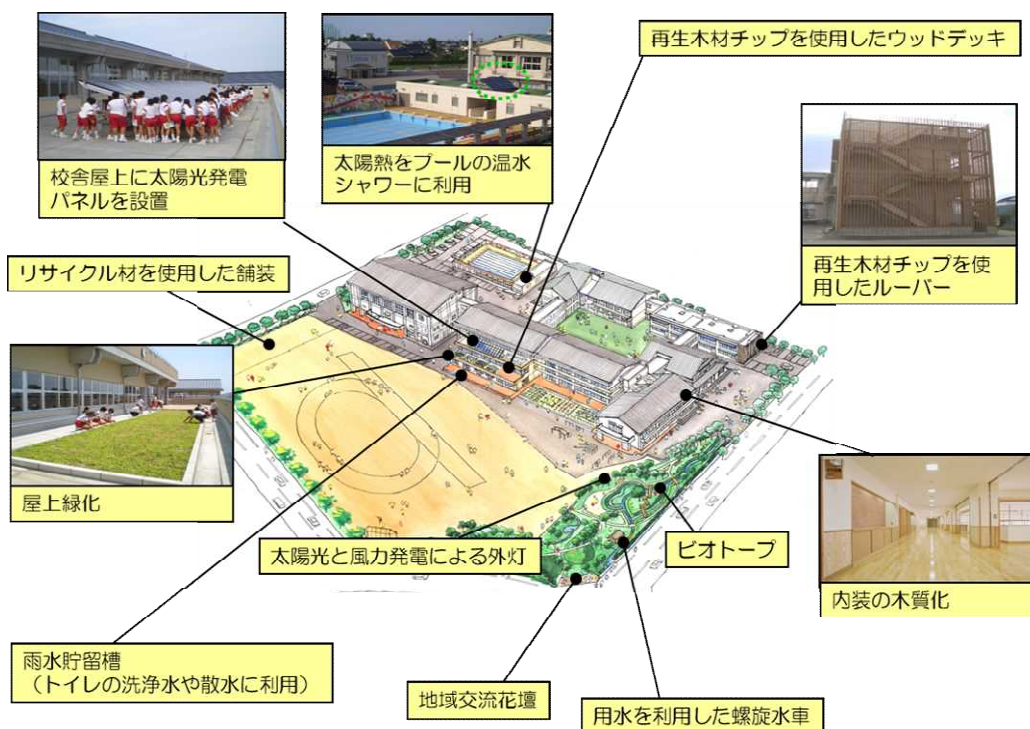 再生木材チップを使用したウッドデッキ
校舎屋上に太陽光発電
パネルを設置
太陽熱をプールの温水
シャワーに利用
再生木材チップを使
用したルーバー
リサイクル材を使用した舗装
屋上緑化
太陽光と風力発電による外灯
ビオトープ
内装の木質化
雨水貯留槽
（トイレの洗浄水や散水に利用）
地域交流花壇
用水を利用した螺旋水車